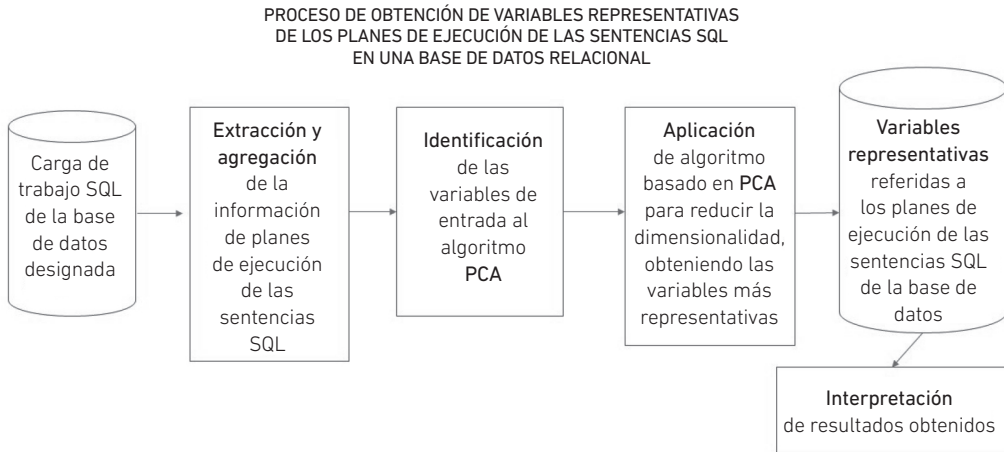 PROCESO DE OBTENCIÓN DE VARIABLES REPRESENTATIVAS
DE LOS PLANES DE EJECUCIÓN DE LAS SENTENCIAS SQL
EN UNA BASE DE DATOS RELACIONAL
Carga de
trabajo SQL
de la base
de datos
designada
Extracción y
agregación
de la
información
de planes
de ejecución
de las
sentencias
SQL
Identificación
de las
variables de
entrada al
algoritmo
PCA
Aplicación
de algoritmo
basado en PCA
para reducir la
dimensionalidad,
obteniendo las
variables más
representativas
Variables
representativas
referidas a
los planes de
ejecución de las
sentencias SQL
de la base de
datos
Interpretación
de resultados obtenidos